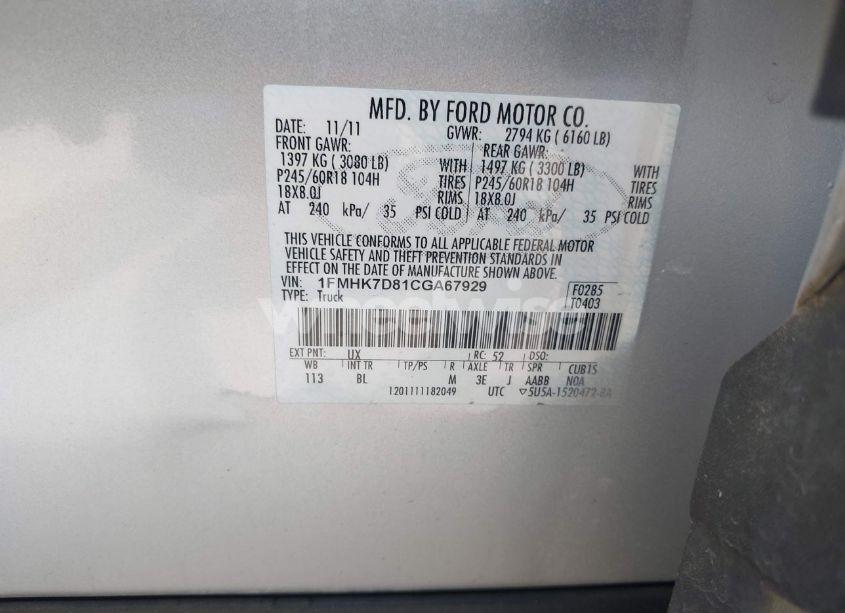 MFD. BY FORD MOTOR CO.
DATE: 11/11 GVWR: 2794 KG ( 6160 LB)
FRONT GAWR: REAR GAWR:
1397 KG ( 3080 LB) WITH 1497 KG ( 3300 LB) WITH
P245/60R18 104H TIRES P245/60R18 104H TIRES
18X8.0J RIMS 18X8.0J RIMS
AT 240 kPa/ 35 PSI COLD AT 240 kPa/ 35 PSI COLD
THIS VEHICLE CONFORMS TO ALL APPLICABLE FEDERAL MOTOR
VEHICLE SAFETY AND THEFT PREVENTION STANDARDS IN
EFFECT ON THE DATE OF MANUFACTURE SHOWN ABOVE.
VIN: 1FMHK7D81CGA67929 F0285
TYPE: Truck T0403
EXT PNT: UX RC: 52 DSO:
WB INT TR TP/PS R AXLE TR SPR CUB15
113 BL M 3E J AABB NOA
1201111182049 UTC ▽5U5A-1520472-BA